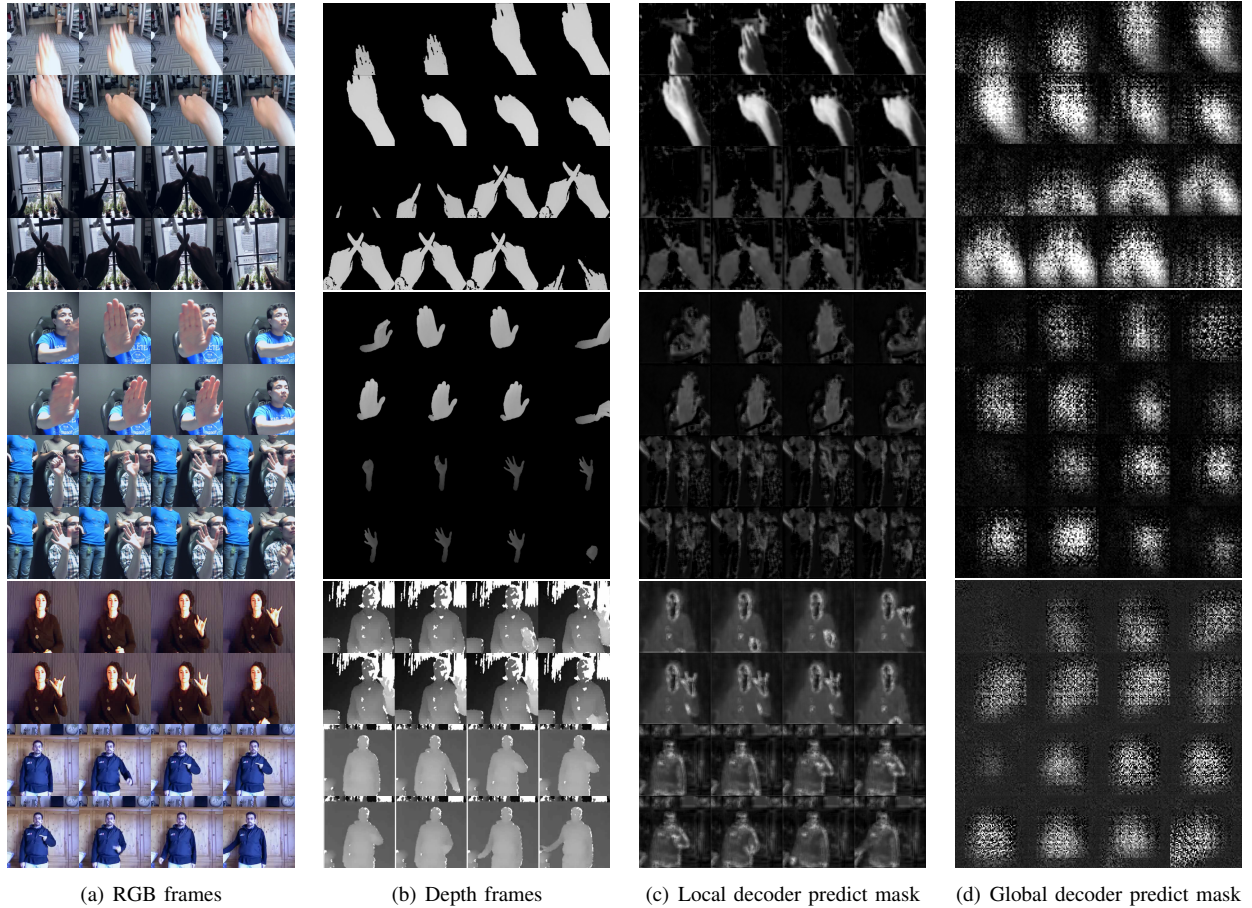 (a) RGB frames
(b) Depth frames
(c) Local decoder predict mask
(d) Global decoder predict mask